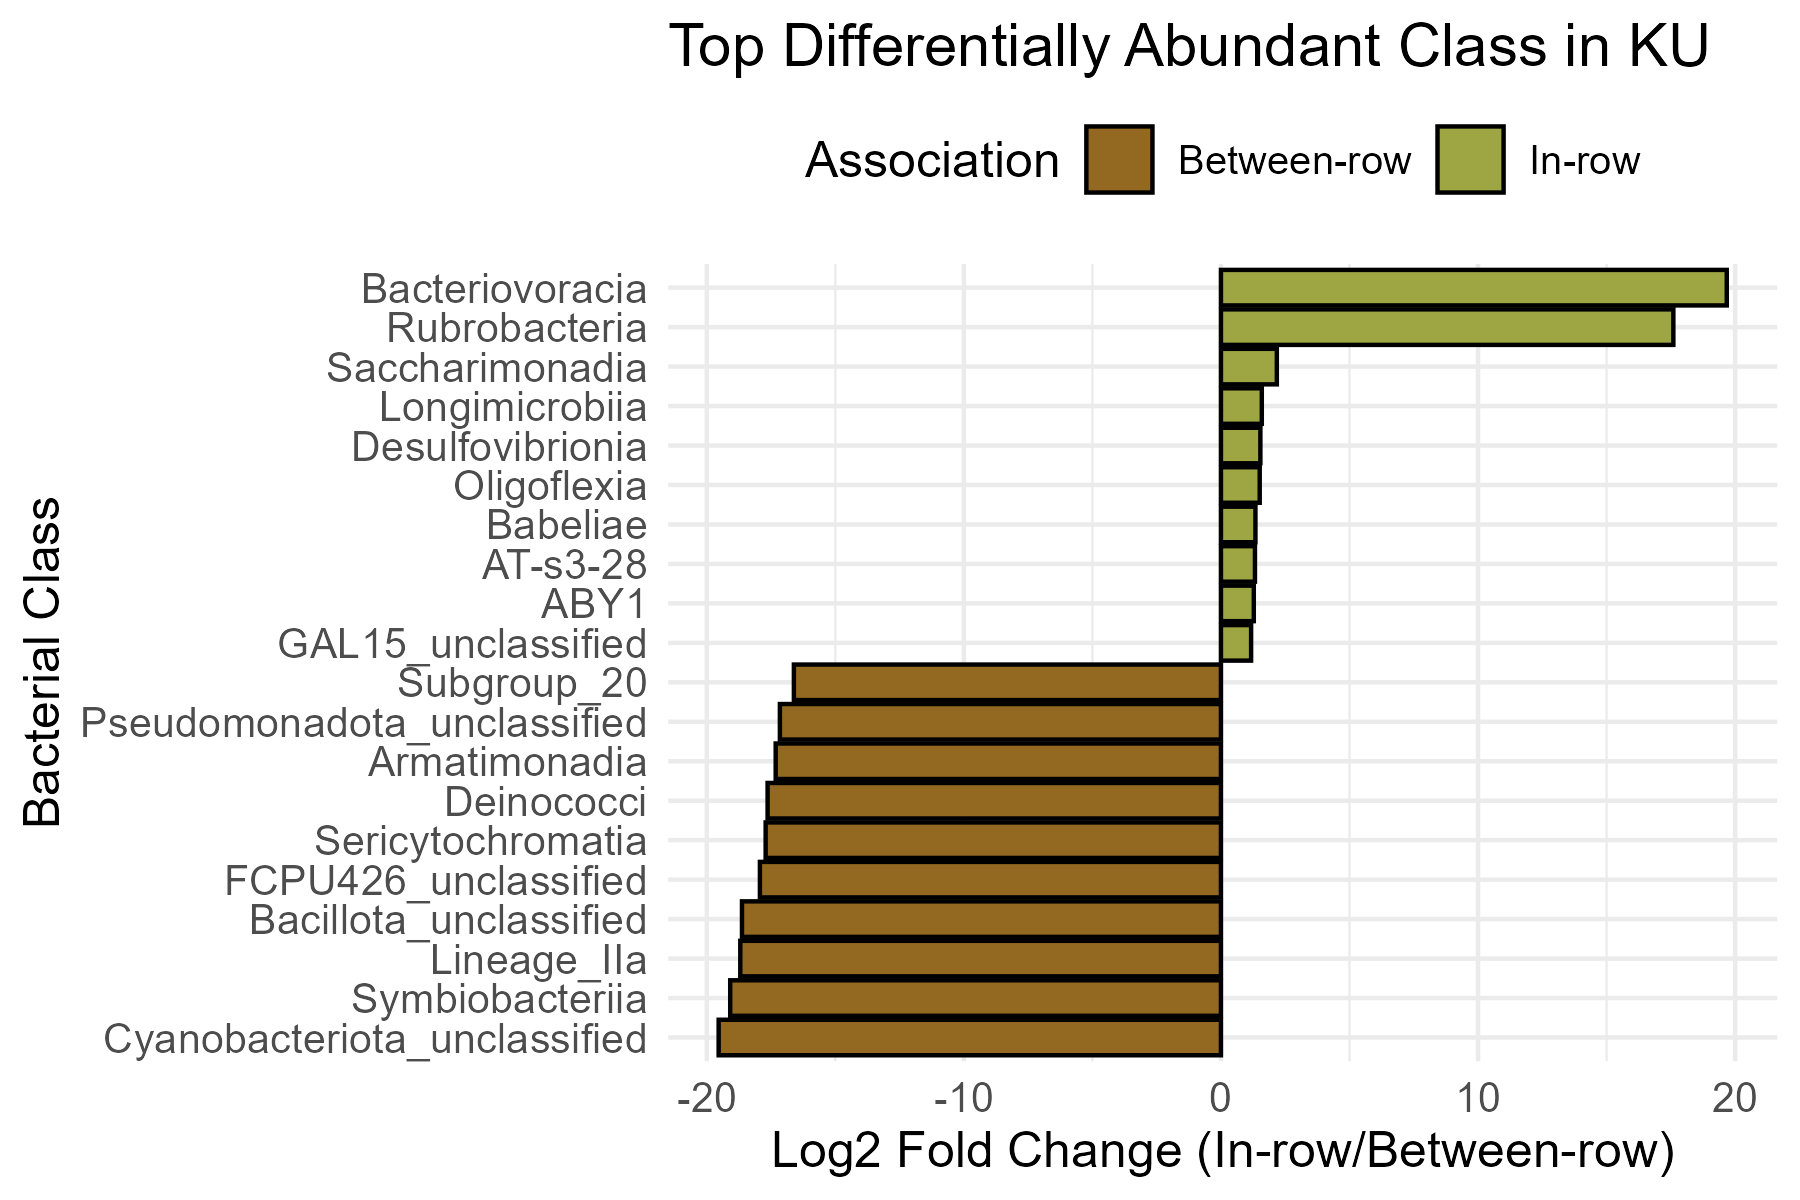 Top Differentially Abundant Class in KU
Association Between-row In-row
Bacteriovoracia
Rubrobacteria
Saccharimonadia
Longimicrobiia
Desulfovibrionia
Oligoflexia
Babeliae
AT-s3-28
ABY1
GAL15_unclassified
Subgroup_20
Pseudomonadota_unclassified
Armatimonadia
Deinococci
Sericytochromatia
FCPU426_unclassified
Bacillota_unclassified
Lineage_IIa
Symbiobacteriia
Cyanobacteriota_unclassified
Bacterial Class
-20 -10 0 10 20
Log2 Fold Change (In-row/Between-row)